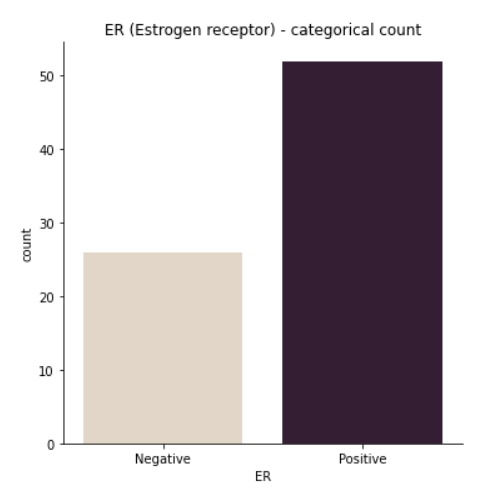 ER (Estrogen receptor) - categorical count
50
40
30
20
10
0
count
Negative
Positive
ER